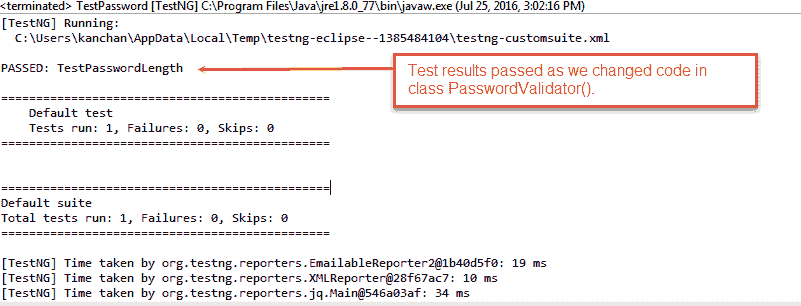 <terminated> TestPassword [TestNG] C:\Program Files\Java\jre1.8.0_77\bin\javaw.exe (Jul 25, 2016, 3:02:16 PM)
[TestNG] Running:
  C:\Users\kanchan\AppData\Local\Temp\testng-eclipse--1385484104\testng-customsuite.xml
PASSED: TestPasswordLength
Test results passed as we changed code in
class PasswordValidator().
===============================================
    Default test
    Tests run: 1, Failures: 0, Skips: 0
===============================================
===============================================
Default suite
Total tests run: 1, Failures: 0, Skips: 0
===============================================
[TestNG] Time taken by org.testng.reporters.EmailableReporter2@1b40d5f0: 19 ms
[TestNG] Time taken by org.testng.reporters.XMLReporter@28f67ac7: 10 ms
[TestNG] Time taken by org.testng.reporters.jq.Main@546a03af: 34 ms